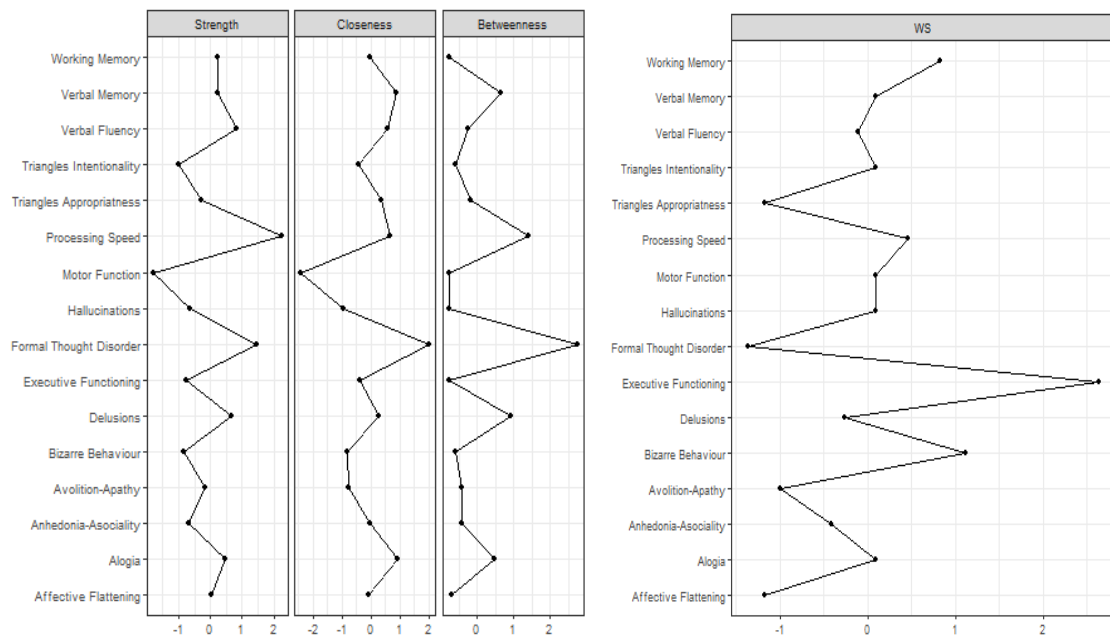 Strength Closeness Betweenness
Working Memory
Verbal Memory
Verbal Fluency
Triangles Intentionality
Triangles Appropriatness
Processing Speed
Motor Function
Hallucinations
Formal Thought Disorder
Executive Functioning
Delusions
Bizarre Behaviour
Avolition-Apathy
Anhedonia-Asociality
Alogia
Affective Flattening
-1 0 1 2 -2 -1 0 1 2 0 1 2
WS
Working Memory
Verbal Memory
Verbal Fluency
Triangles Intentionality
Triangles Appropriatness
Processing Speed
Motor Function
Hallucinations
Formal Thought Disorder
Executive Functioning
Delusions
Bizarre Behaviour
Avolition-Apathy
Anhedonia-Asociality
Alogia
Affective Flattening
-1 0 1 2